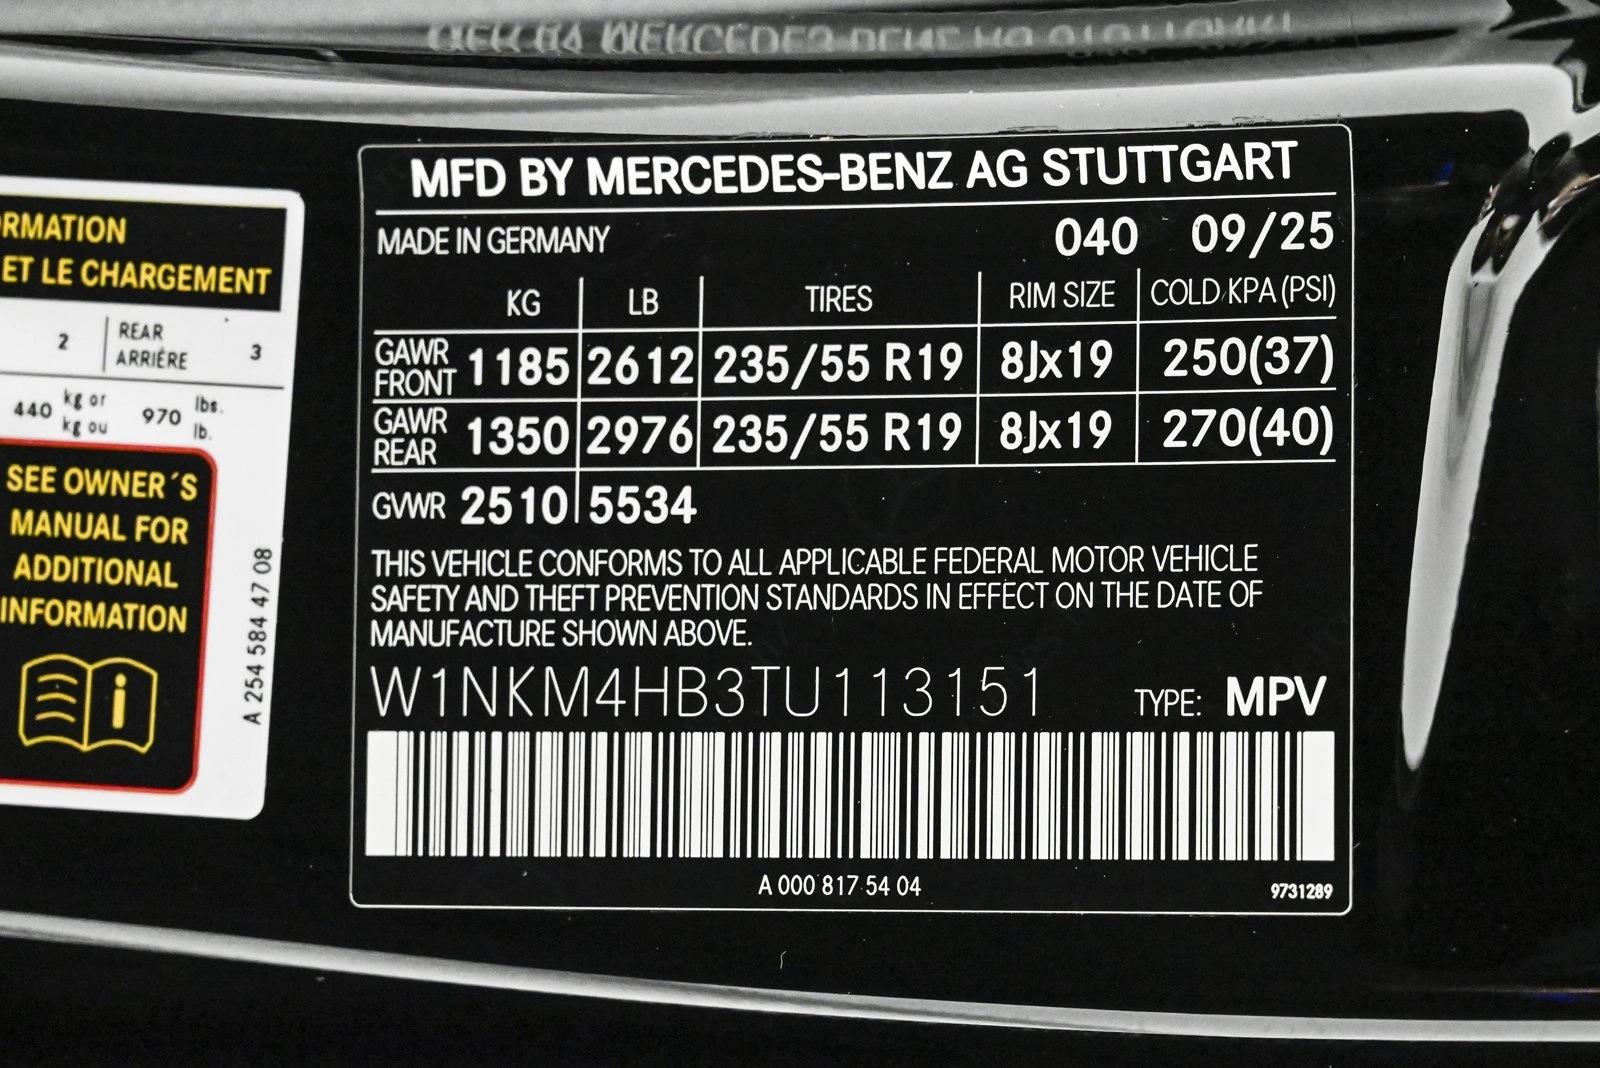 RMATION
ET LE CHARGEMENT
2 REAR ARRIÈRE 3
440 kg or kg ou 970 lbs. lb.
SEE OWNER´S
MANUAL FOR
ADDITIONAL
INFORMATION
A 254 584 47 08
MFD BY MERCEDES-BENZ AG STUTTGART
MADE IN GERMANY 040 09/25
KG LB TIRES RIM SIZE COLD KPA (PSI)
GAWR FRONT 1185 2612 235/55 R19 8Jx19 250(37)
GAWR REAR 1350 2976 235/55 R19 8Jx19 270(40)
GVWR 2510 5534
THIS VEHICLE CONFORMS TO ALL APPLICABLE FEDERAL MOTOR VEHICLE
SAFETY AND THEFT PREVENTION STANDARDS IN EFFECT ON THE DATE OF
MANUFACTURE SHOWN ABOVE.
W1NKM4HB3TU113151 TYPE: MPV
A 000 817 54 04
9731289